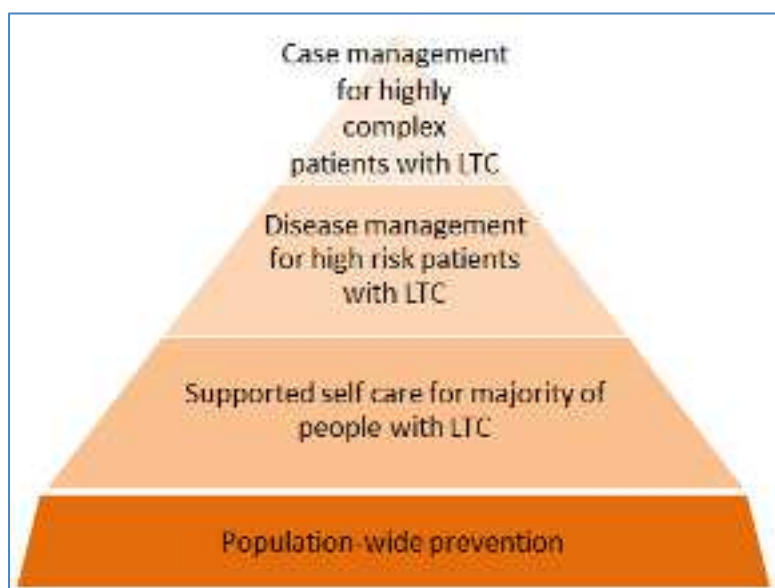 Case management
for highly
complex
patients with LTC
Disease management
for high risk patients
with LTC
Supported self care for majority of
people with LTC
Population-wide prevention